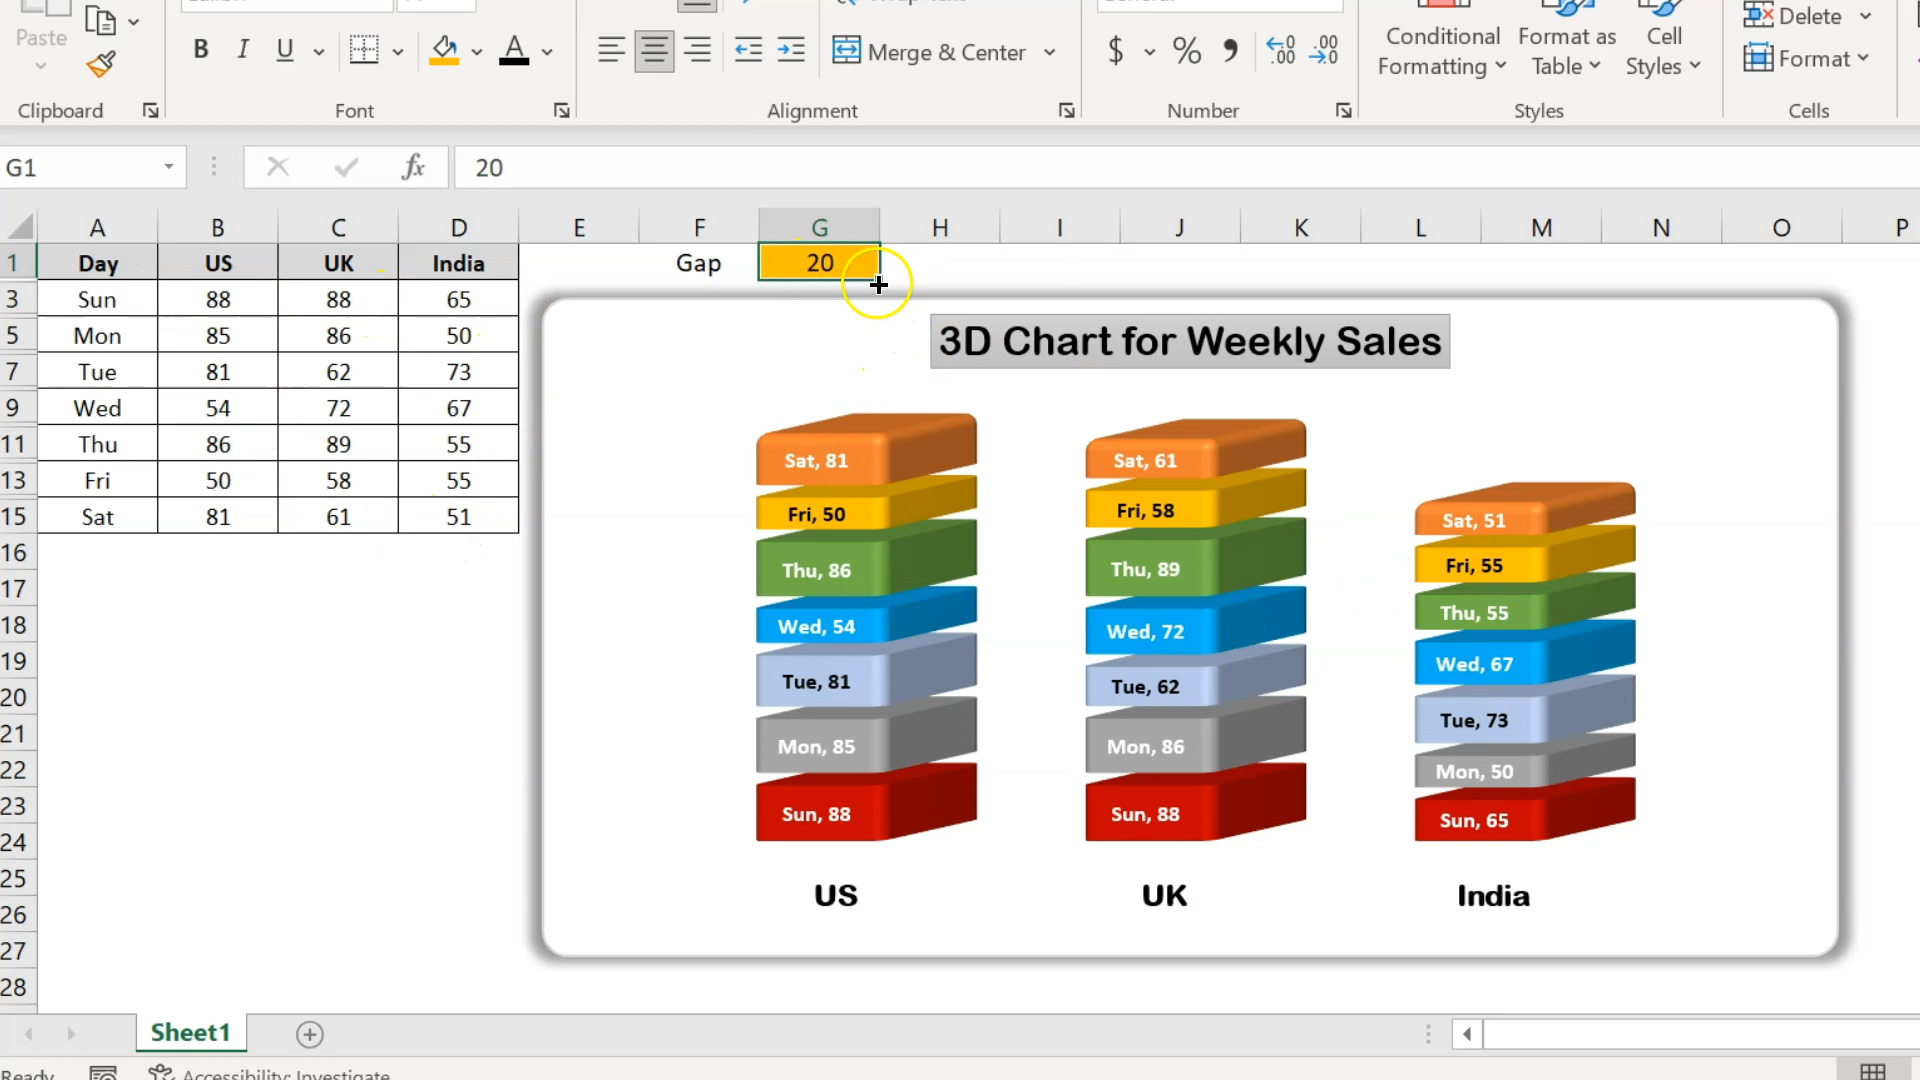 Paste
B I U A
Merge & Center
$ % 9
Conditional Formatting
Format as Table
Cell Styles
Delete
Format
Clipboard Font Alignment Number Styles Cells
G1 fx 20
A B C D E F G H I J K L M N O P
1 Day US UK India Gap 20
3 Sun 88 88 65
5 Mon 85 86 50
7 Tue 81 62 73
9 Wed 54 72 67
11 Thu 86 89 55
13 Fri 50 58 55
15 Sat 81 61 51
16
17
18
19
20
21
22
23
24
25
26
27
28
3D Chart for Weekly Sales
Sat, 81
Fri, 50
Thu, 86
Wed, 54
Tue, 81
Mon, 85
Sun, 88
US
Sat, 61
Fri, 58
Thu, 89
Wed, 72
Tue, 62
Mon, 86
Sun, 88
UK
Sat, 51
Fri, 55
Thu, 55
Wed, 67
Tue, 73
Mon, 50
Sun, 65
India
Sheet1
Ready Accessibility: Investigate